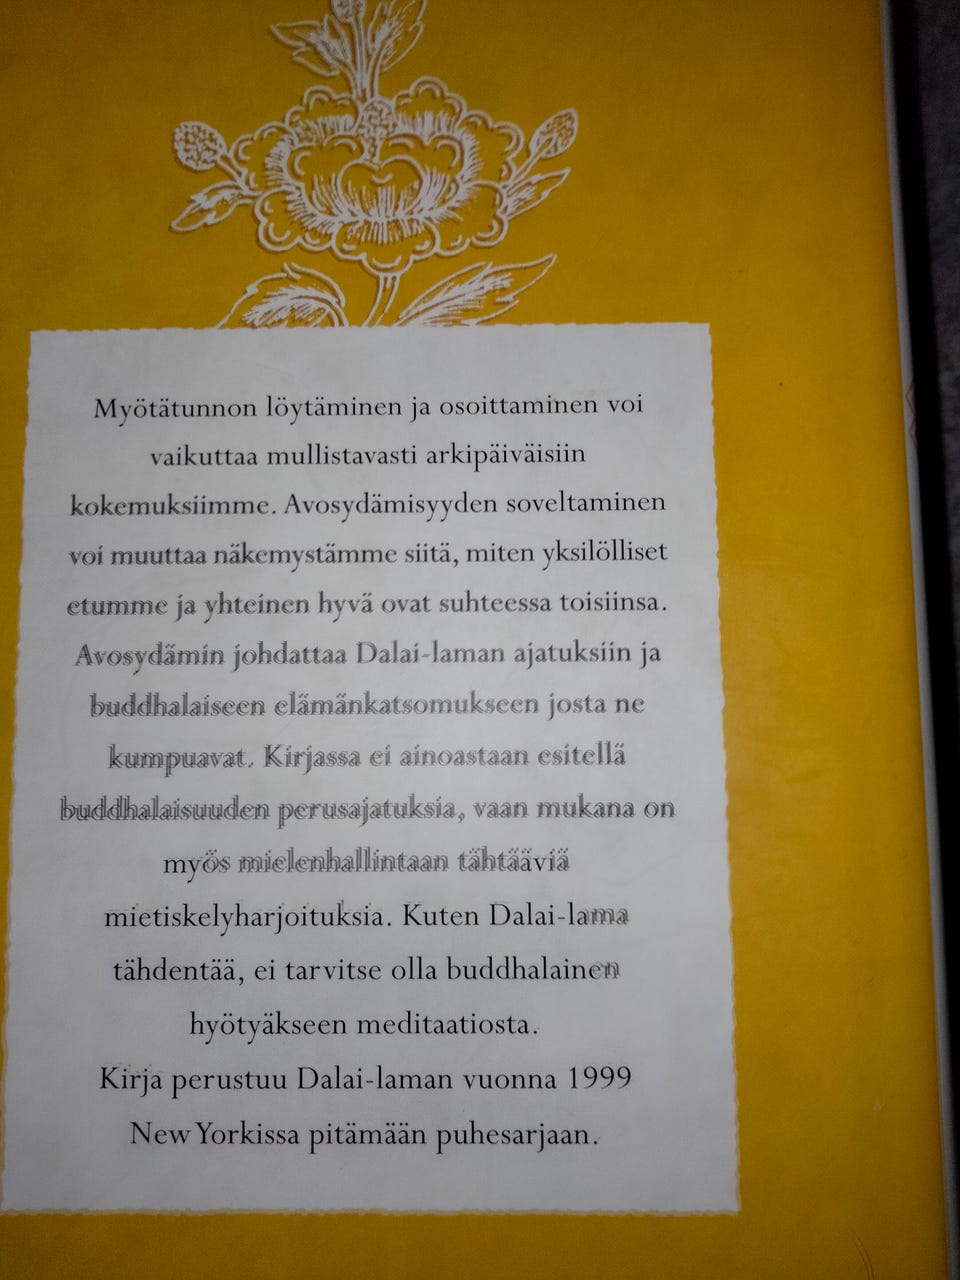 Myötätunnon löytäminen ja osoittaminen voi
vaikuttaa mullistavasti arkipäiväisiin
kokemuksiimme. Avosydämisyyden soveltaminen
voi muuttaa näkemystämme siitä, miten yksilölliset
etumme ja yhteinen hyvä ovat suhteessa toisiinsa.
Avosydämin johdattaa Dalai-laman ajatuksiin ja
buddhalaiseen elämänkatsomukseen josta ne
kumpuavat. Kirjassa ei ainoastaan esitellä
buddhalaisuuden perusajatuksia, vaan mukana on
myös mielenhallintaan tähtääviä
mietiskelyharjoituksia. Kuten Dalai-lama
tähdentää, ei tarvitse olla buddhalainen
hyötyäkseen meditaatiosta.
Kirja perustuu Dalai-laman vuonna 1999
New Yorkissa pitämään puhesarjaan.